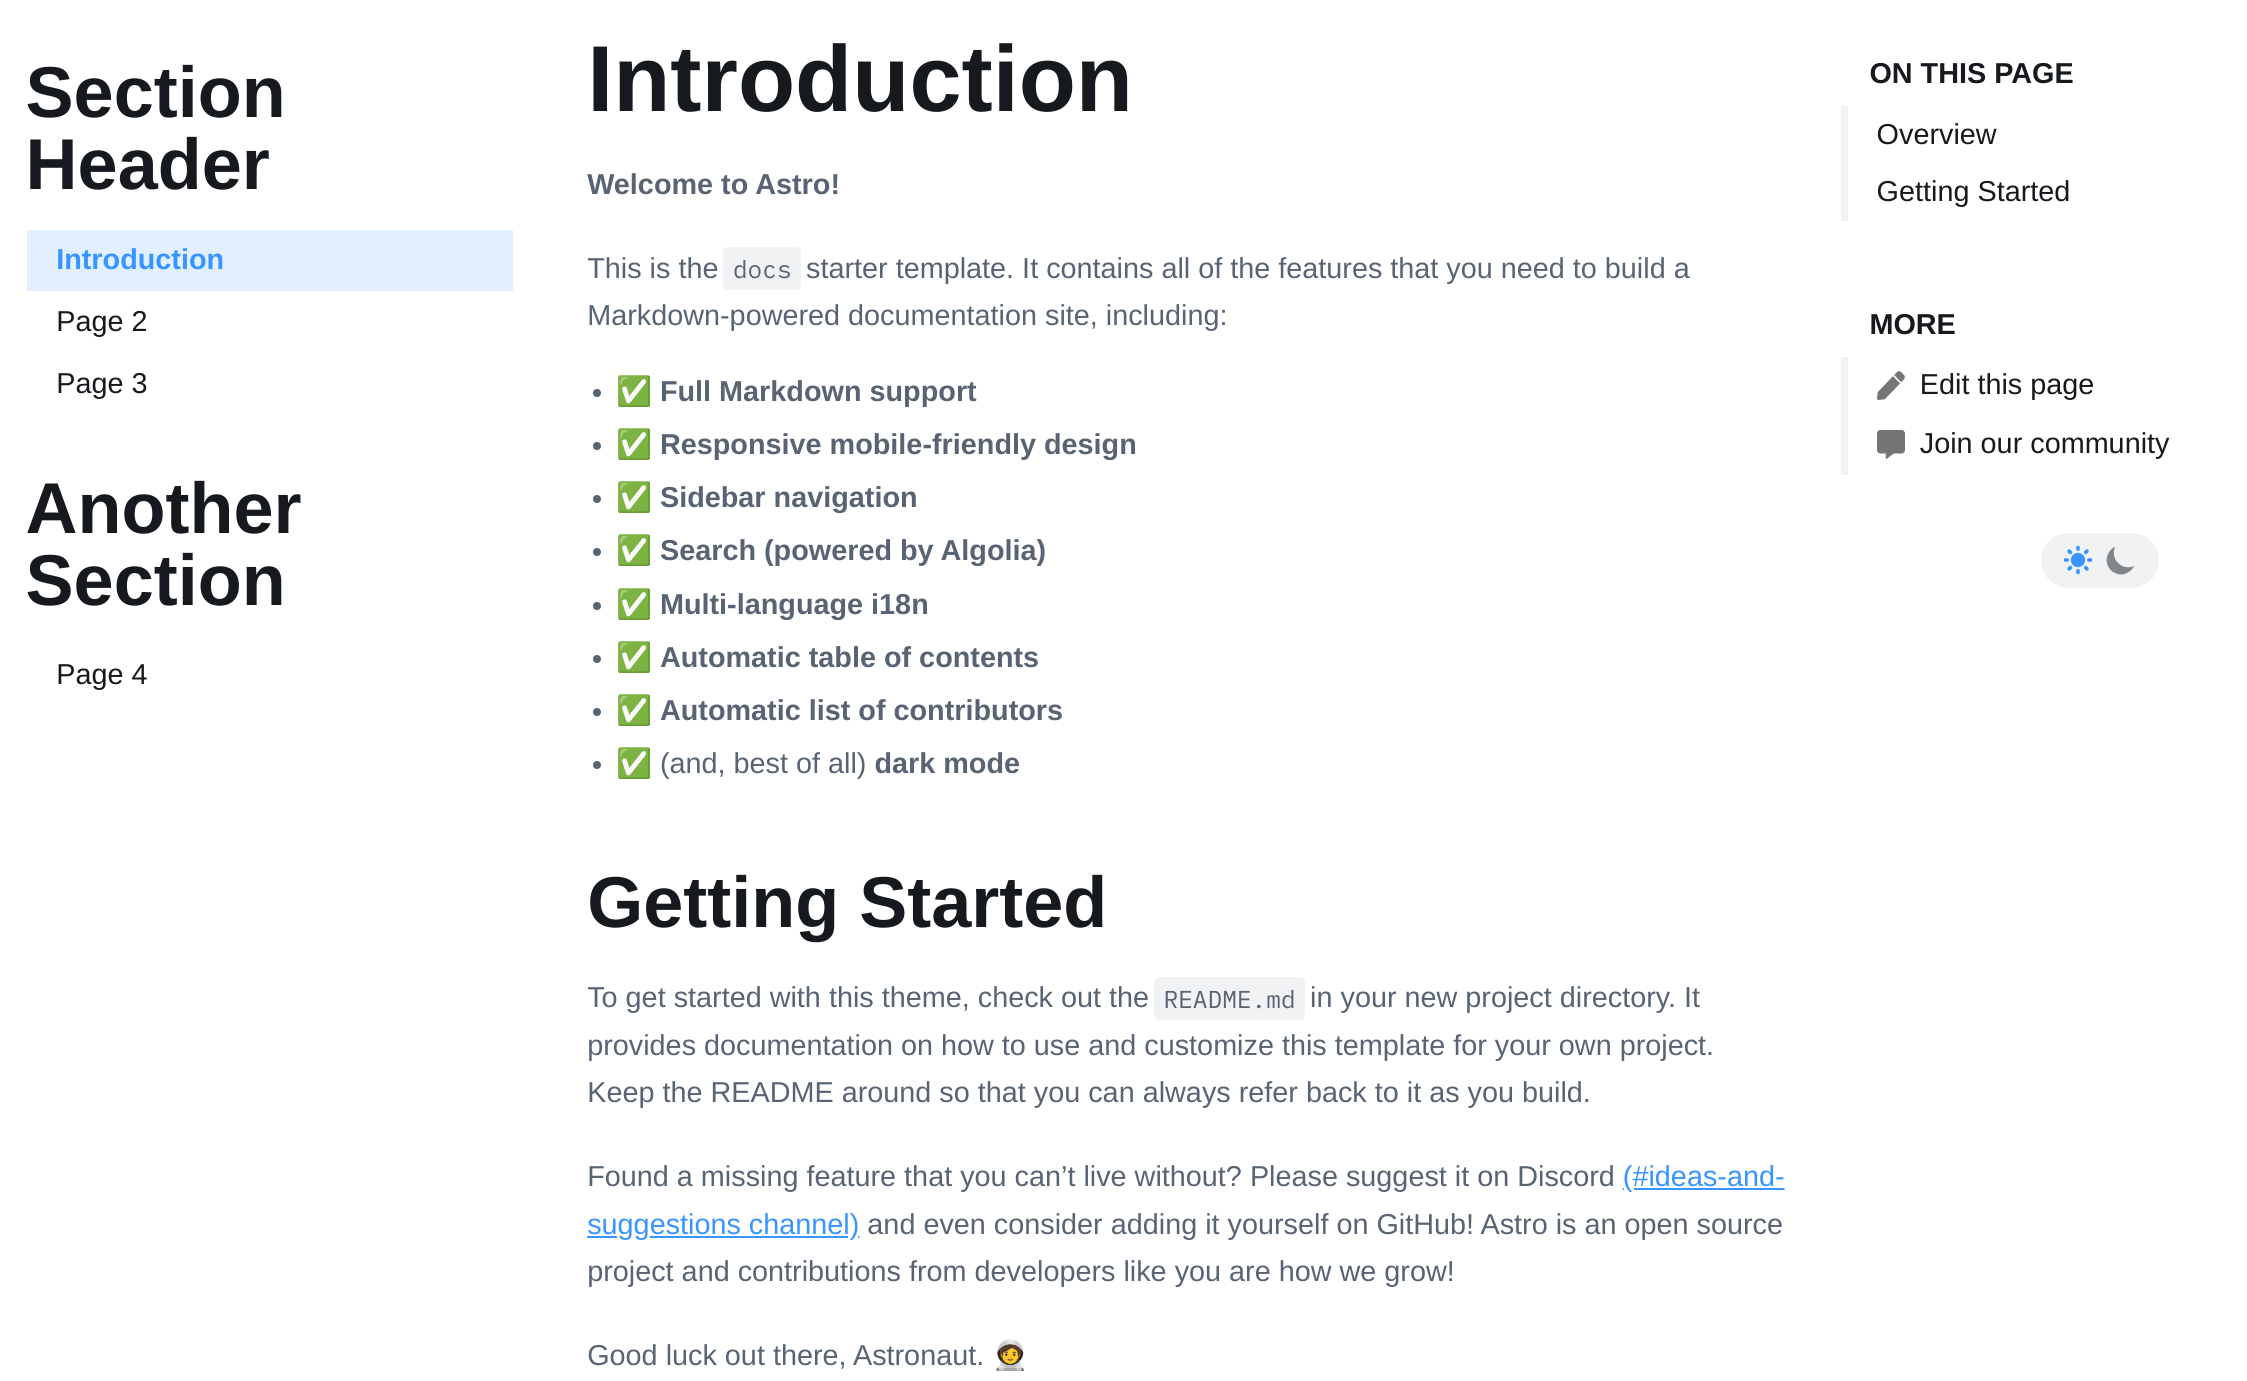 Section
Header
Introduction
Page 2
Page 3
Another
Section
Page 4
Introduction
Welcome to Astro!
This is the docs starter template. It contains all of the features that you need to build a
Markdown-powered documentation site, including:
• ✅ Full Markdown support
• ✅ Responsive mobile-friendly design
• ✅ Sidebar navigation
• ✅ Search (powered by Algolia)
• ✅ Multi-language i18n
• ✅ Automatic table of contents
• ✅ Automatic list of contributors
• ✅ (and, best of all) dark mode
Getting Started
To get started with this theme, check out the README.md in your new project directory. It
provides documentation on how to use and customize this template for your own project.
Keep the README around so that you can always refer back to it as you build.
Found a missing feature that you can’t live without? Please suggest it on Discord (#ideas-and-
suggestions channel) and even consider adding it yourself on GitHub! Astro is an open source
project and contributions from developers like you are how we grow!
Good luck out there, Astronaut. 🧑‍🚀
ON THIS PAGE
Overview
Getting Started
MORE
Edit this page
Join our community